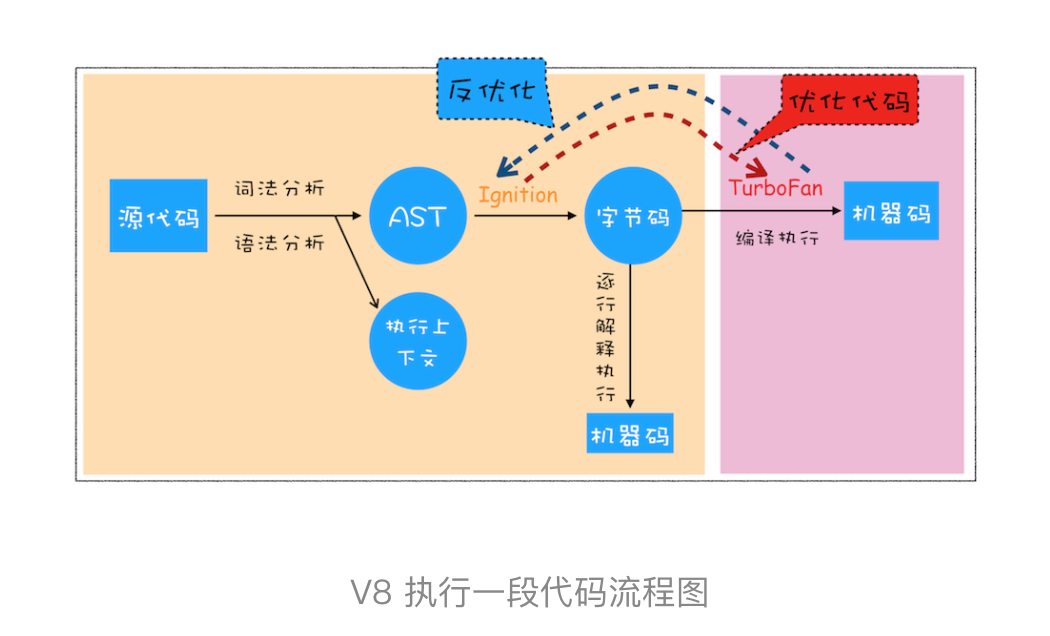 反优化
优化代码
源代码
词法分析
语法分析
AST
Ignition
字节码
TurboFan
编译执行
机器码
执行上
下文
逐
行
解
释
执
行
机器码
V8 执行一段代码流程图